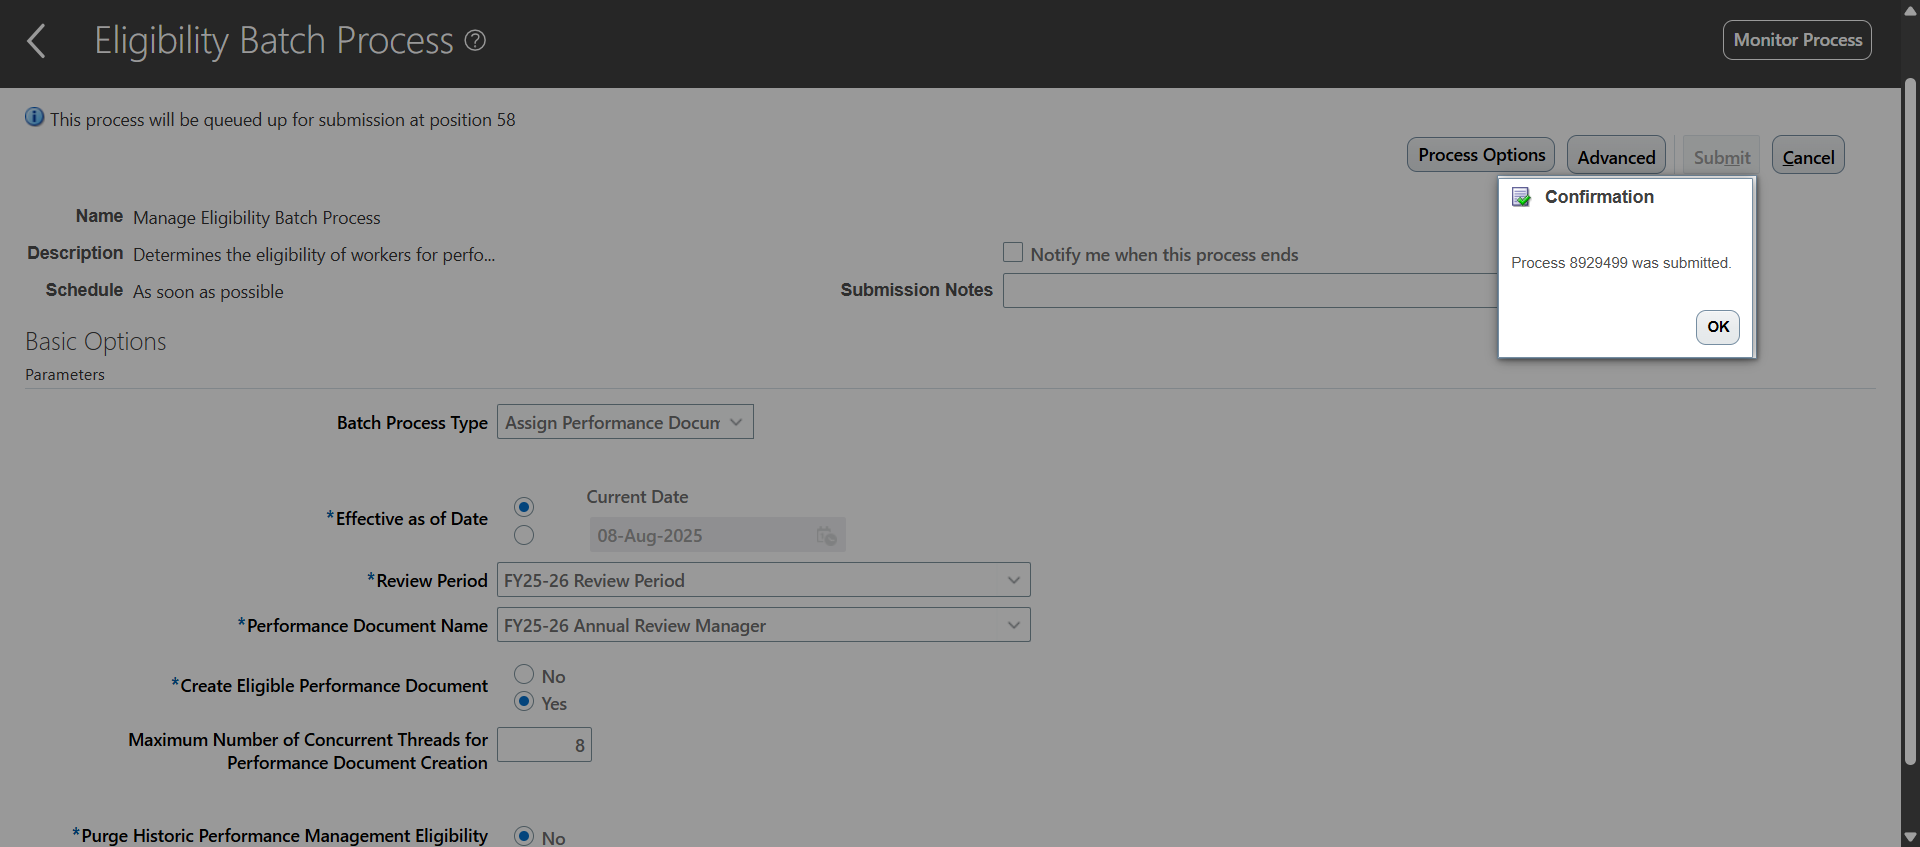 Eligibility Batch Process
Monitor Process
This process will be queued up for submission at position 58
Process Options
Advanced
Submit
Cancel
Confirmation
Process 8929499 was submitted.
OK
Name Manage Eligibility Batch Process
Description Determines the eligibility of workers for perfo...
Notify me when this process ends
Schedule As soon as possible
Submission Notes
Basic Options
Parameters
Batch Process Type Assign Performance Docum
*Effective as of Date
Current Date
08-Aug-2025
*Review Period FY25-26 Review Period
*Performance Document Name FY25-26 Annual Review Manager
*Create Eligible Performance Document
No
Yes
Maximum Number of Concurrent Threads for
Performance Document Creation
8
*Purge Historic Performance Management Eligibility
No